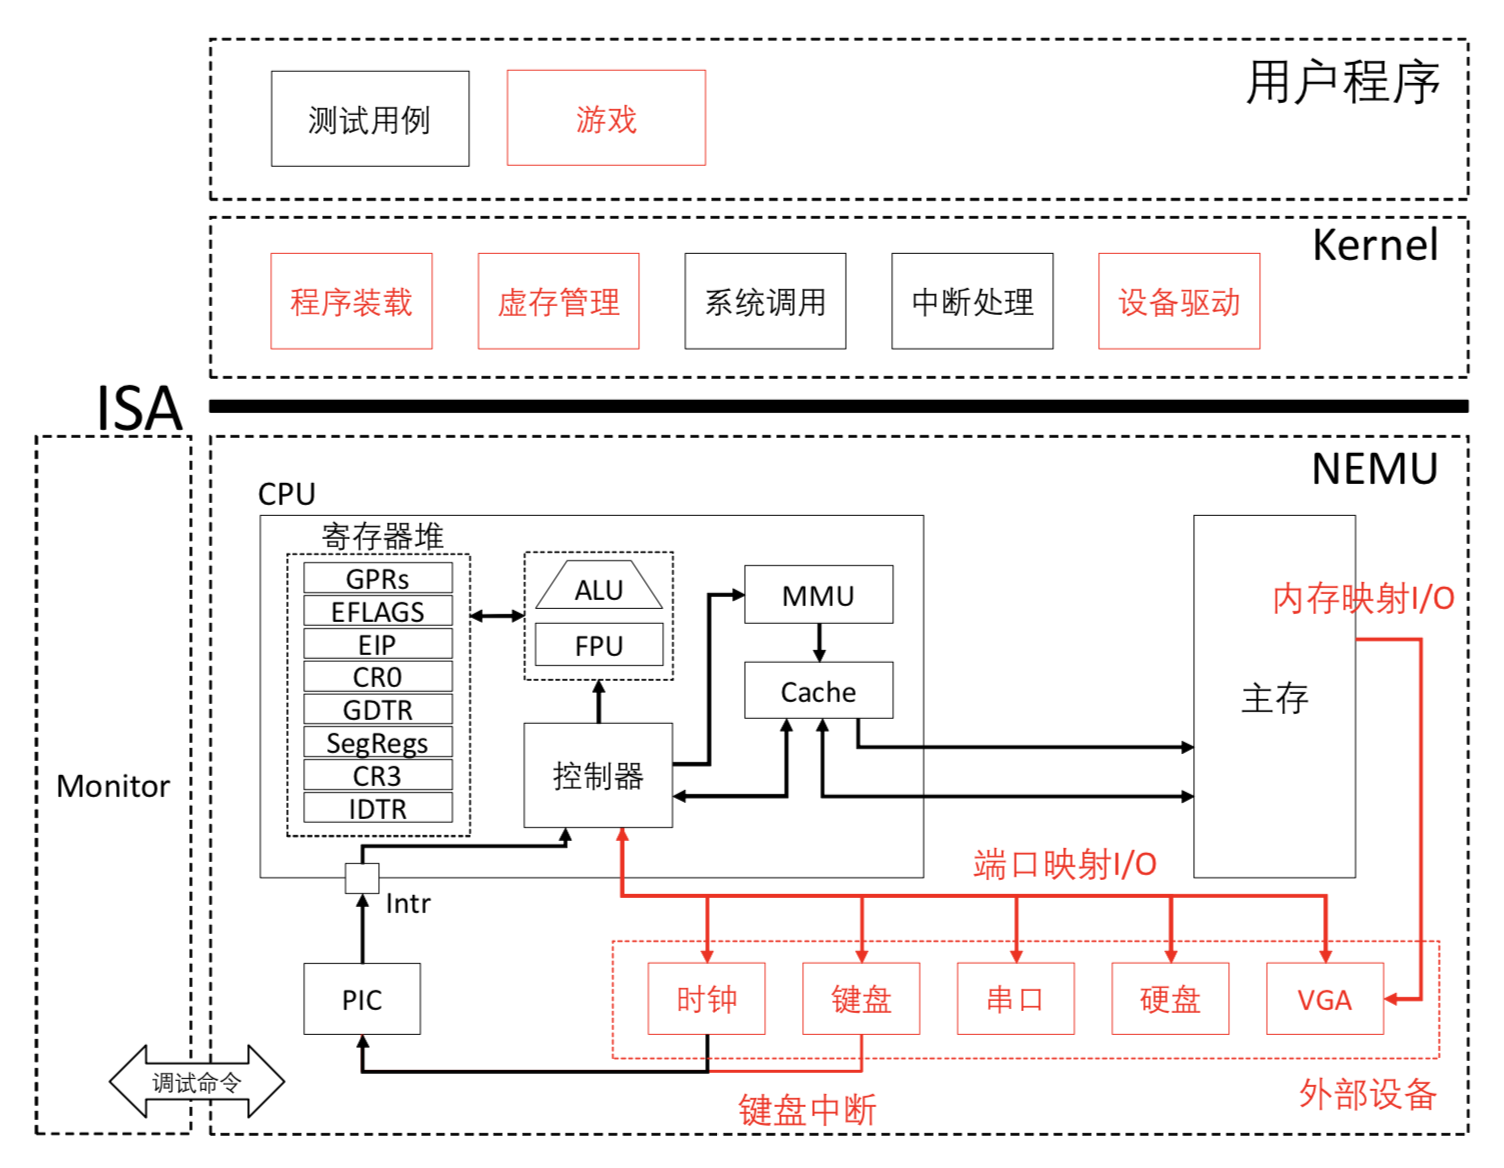 用户程序
测试用例
游戏
Kernel
程序装载
虚存管理
系统调用
中断处理
设备驱动
ISA
NEMU
CPU
寄存器堆
GPRs
EFLAGS
EIP
CR0
GDTR
SegRegs
CR3
IDTR
ALU
FPU
MMU
Cache
控制器
主存
内存映射I/O
Monitor
端口映射I/O
Intr
PIC
时钟
键盘
串口
硬盘
VGA
调试命令
键盘中断
外部设备